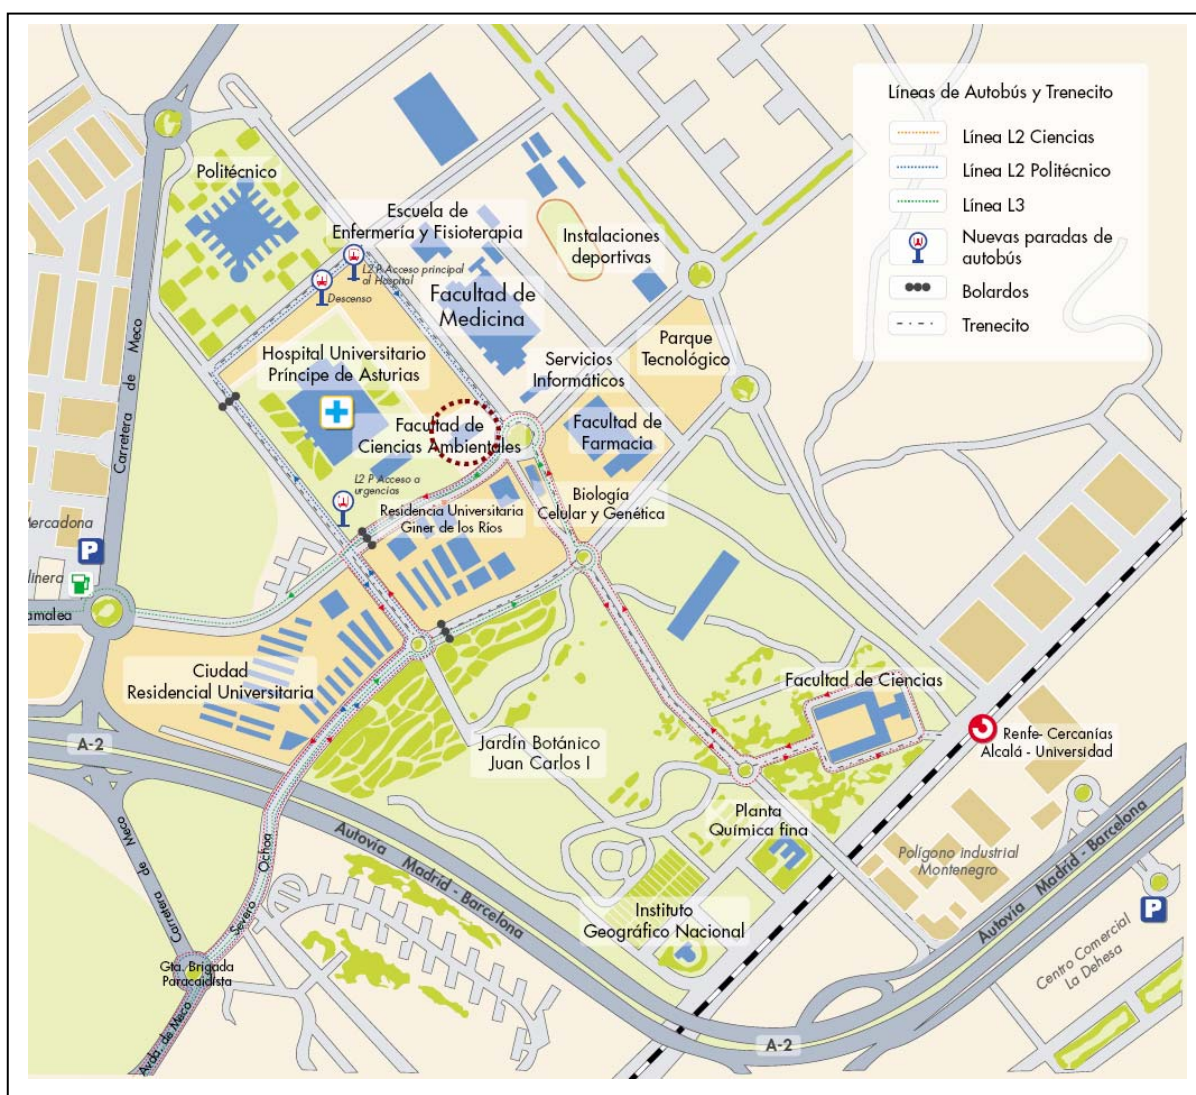 Líneas de Autobús y Trenecito
Línea L2 Ciencias
Línea L2 Politécnico
Línea L3
Nuevas paradas de
autobús
Bolardos
Trenecito
Politécnico
Escuela de
Enfermería y Fisioterapia
Instalaciones
deportivas
L2 P Acceso principal
al Hospital
Descenso
Facultad de
Medicina
Carretera de Meco
Hospital Universitario
Príncipe de Asturias
Servicios
Informáticos
Parque
Tecnológico
Facultad de
Ciencias Ambientales
Facultad de
Farmacia
L2 P Acceso a
urgencias
Residencia Universitaria
Giner de los Ríos
Biología
Celular y Genética
Mercadona
P
linera
amalea
Ciudad
Residencial Universitaria
Facultad de Ciencias
A-2
Jardín Botánico
Juan Carlos I
Renfe- Cercanías
Alcalá - Universidad
Planta
Química fina
Autovía Madrid - Barcelona
Carretera de Meco
Severo Ochoa
Polígono industrial
Montenegro
Autovía Madrid - Barcelona
P
Instituto
Geográfico Nacional
Centro Comercial
La Dehesa
Gta. Brigada
Paracaidista
Avda. de Meco
A-2